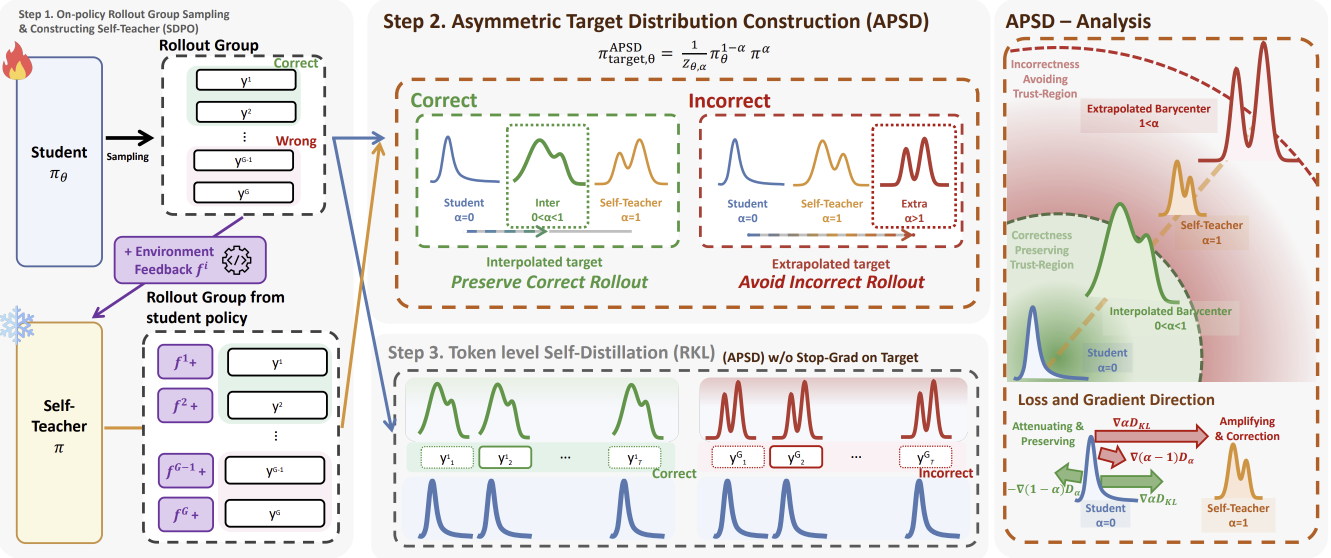 Step 1. On-policy Rollout Group Sampling
& Constructing Self-Teacher (SDPO)
Rollout Group
Correct
y¹
y²
⋮
Wrong
yᴳ⁻¹
yᴳ
Student
π_θ
Sampling
+ Environment
Feedback fⁱ
Rollout Group from
student policy
Self-
Teacher
π
f¹+
y¹
f²+
y²
⋮
fᴳ⁻¹+
yᴳ⁻¹
fᴳ+
yᴳ
Step 2. Asymmetric Target Distribution Construction (APSD)
π^APSD_target,θ = 1/Z_θ,α π_θ^1−α π^α
Correct
Student
α=0
Inter
0<α<1
Self-Teacher
α=1
Interpolated target
Preserve Correct Rollout
Incorrect
Student
α=0
Self-Teacher
α=1
Extra
α>1
Extrapolated target
Avoid Incorrect Rollout
Step 3. Token level Self-Distillation (RKL) (APSD) w/o Stop-Grad on Target
y¹₁
y¹₂
...
y¹₇
Correct
yᴳ₁
yᴳ₂
...
yᴳ₇
Incorrect
APSD – Analysis
Incorrectness
Avoiding
Trust-Region
Extrapolated Barycenter
1<α
Self-Teacher
α=1
Correctness
Preserving
Trust-Region
Interpolated Barycenter
0<α<1
Student
α=0
Loss and Gradient Direction
Attenuating &
Preserving
∇αD_KL
Amplifying
& Correction
∇(α−1)D_α
−∇(1−α)D_α
∇αD_KL
Student
α=0
Self-Teacher
α=1